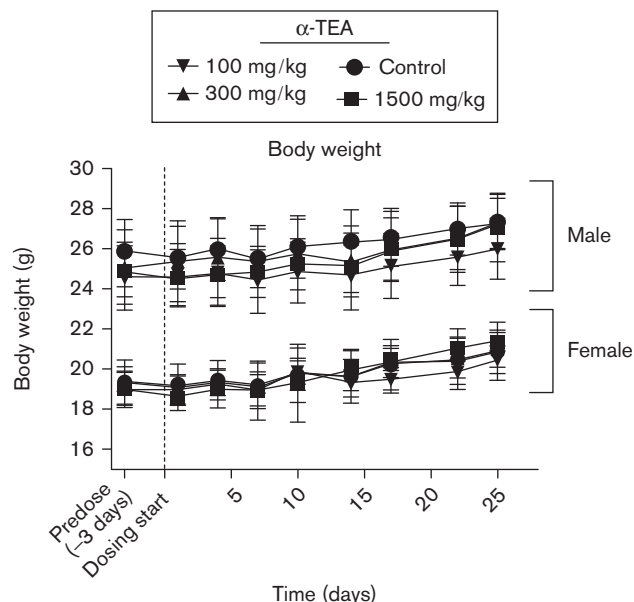 α-TEA
100 mg/kg Control
300 mg/kg 1500 mg/kg
Body weight
30
28
26
24
22
20
18
16
Body weight (g)
Male
Female
Predose
(–3 days)
Dosing start
5
10
15
20
25
Time (days)